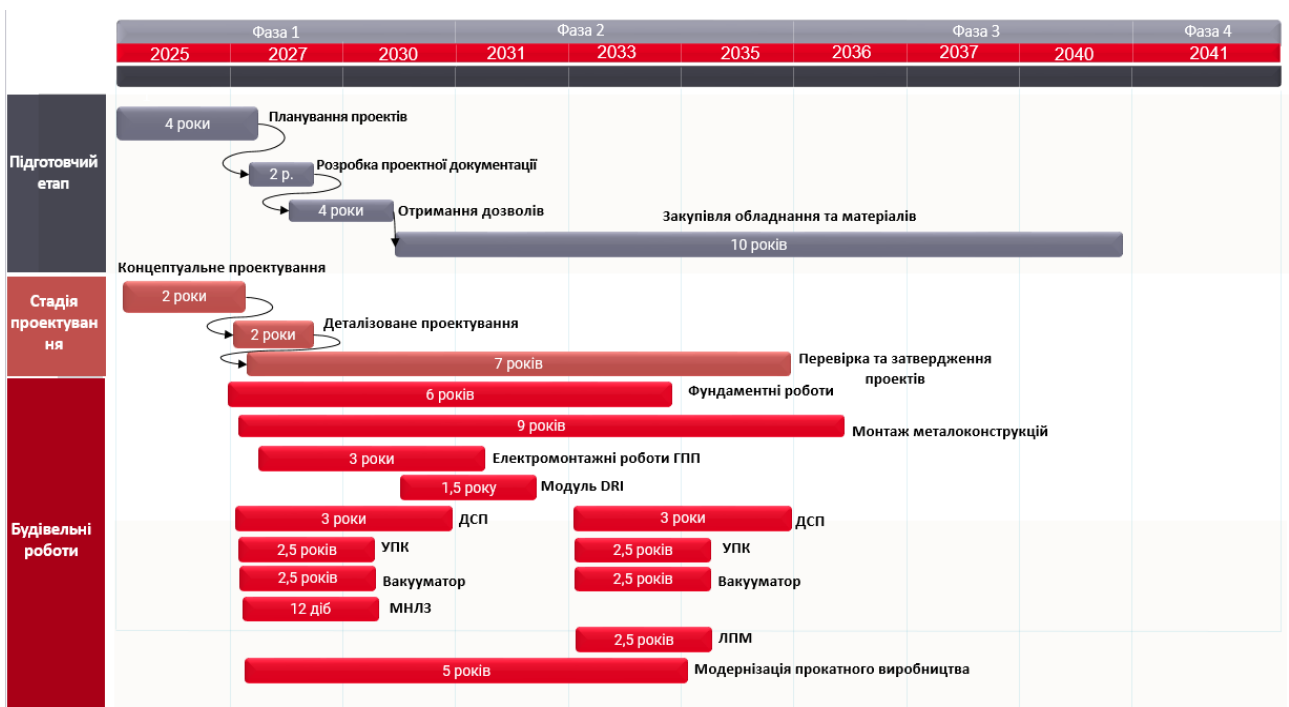 Фаза 1 Фаза 2 Фаза 3 Фаза 4
2025 2027 2030 2031 2033 2035 2036 2037 2040 2041
Підготовчий
етап
4 роки Планування проектів
2 р. Розробка проектної документації
4 роки Отримання дозволів
Закупівля обладнання та матеріалів
10 років
Стадія
проектуван
ня
Концептуальне проектування
2 роки
2 роки Деталізоване проектування
7 років Перевірка та затвердження
проектів
Будівельні
роботи
6 років Фундаментні роботи
9 років Монтаж металоконструкцій
3 роки Електромонтажні роботи ГПП
1,5 року Модуль DRI
3 роки ДСП 3 роки ДСП
2,5 років УПК 2,5 років УПК
2,5 років Вакууматор 2,5 років Вакууматор
12 діб МНЛЗ
2,5 років ЛПМ
5 років Модернізація прокатного виробництва